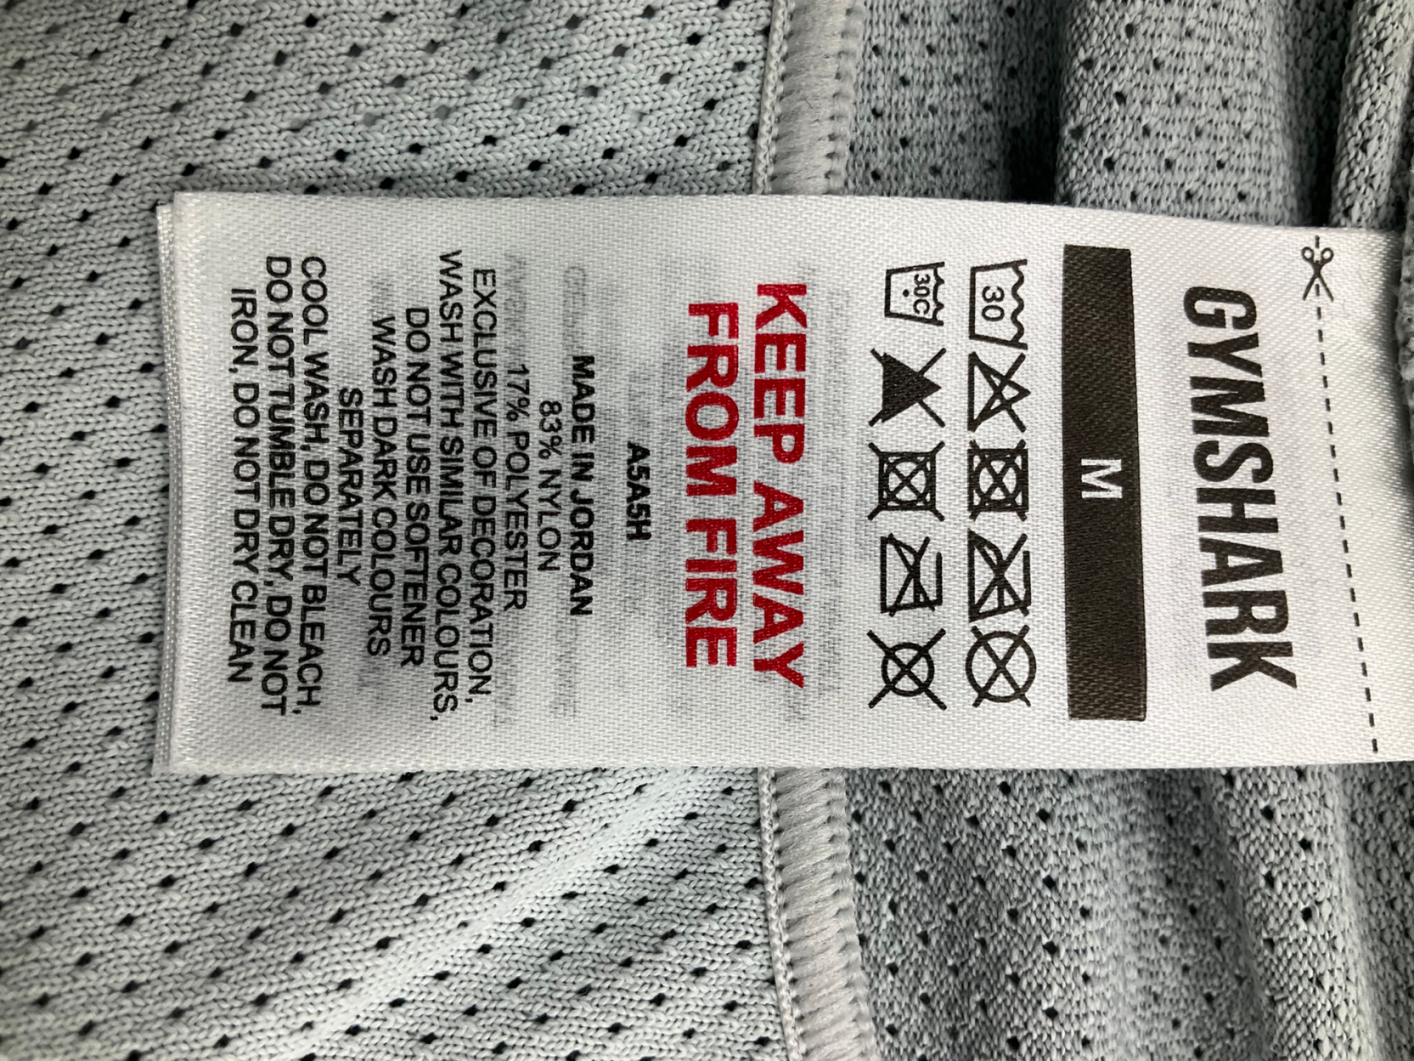 GYMSHARK
M
30
30C
KEEP AWAY
FROM FIRE
A5ASH
MADE IN JORDAN
83% NYLON
17% POLYESTER
EXCLUSIVE OF DECORATION,
WASH WITH SIMILAR COLOURS,
DO NOT USE SOFTENER
WASH DARK COLOURS
SEPARATELY
COOL WASH, DO NOT BLEACH,
DO NOT TUMBLE DRY, DO NOT
IRON, DO NOT DRY CLEAN